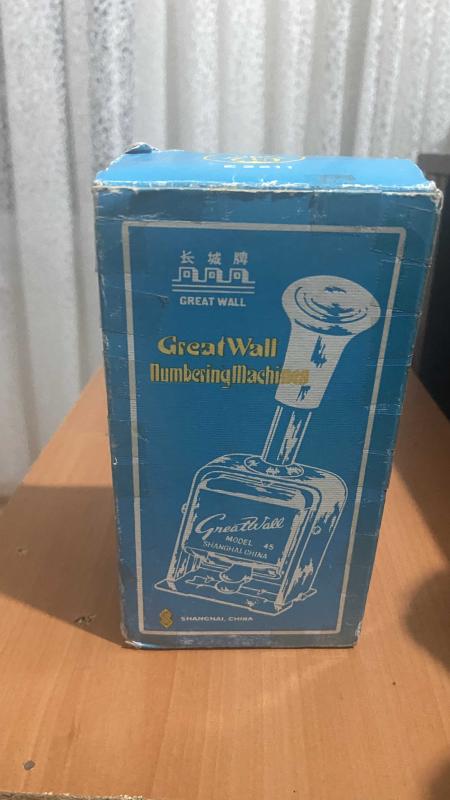 长城牌
GREAT WALL
Great Wall
Numbering Machines
Great Wall
MODEL 45
SHANGHAI CHINA
SHANGHAI, CHINA